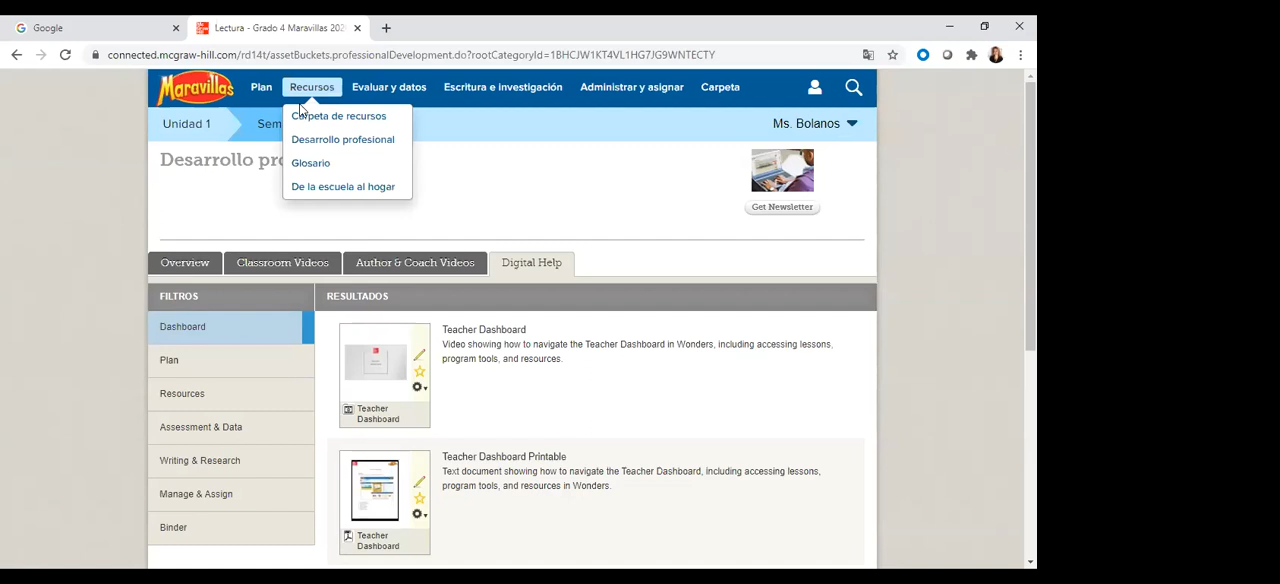 Google
Lectura - Grado 4 Maravillas 202
connected.mcgraw-hill.com/rd14t/assetBuckets.professionalDevelopment.do?rootCategoryId=1BHCJW1KT4VL1HG7JG9WNTECTY
Maravillas Plan Recursos Evaluar y datos Escritura e investigación Administrar y asignar Carpeta
Unidad 1 Sem Ms. Bolanos
Carpeta de recursos
Desarrollo profesional
Glosario
De la escuela al hogar
Desarrollo pro
Get Newsletter
Overview Classroom Videos Author & Coach Videos Digital Help
FILTROS
Dashboard
Plan
Resources
Assessment & Data
Writing & Research
Manage & Assign
Binder
RESULTADOS
Teacher Dashboard
Video showing how to navigate the Teacher Dashboard in Wonders, including accessing lessons,
program tools, and resources.
Teacher
Dashboard
Teacher Dashboard Printable
Text document showing how to navigate the Teacher Dashboard, including accessing lessons,
program tools, and resources in Wonders.
Teacher
Dashboard